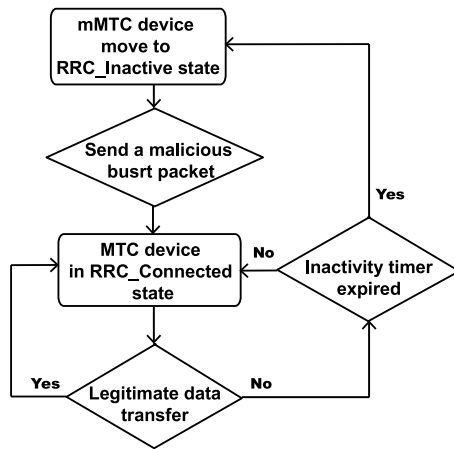 mMTC device
move to
RRC_Inactive state
Send a malicious
busrt packet
Yes
MTC device
in RRC_Connected
state
No
Inactivity timer
expired
Yes
Legitimate data
transfer
No